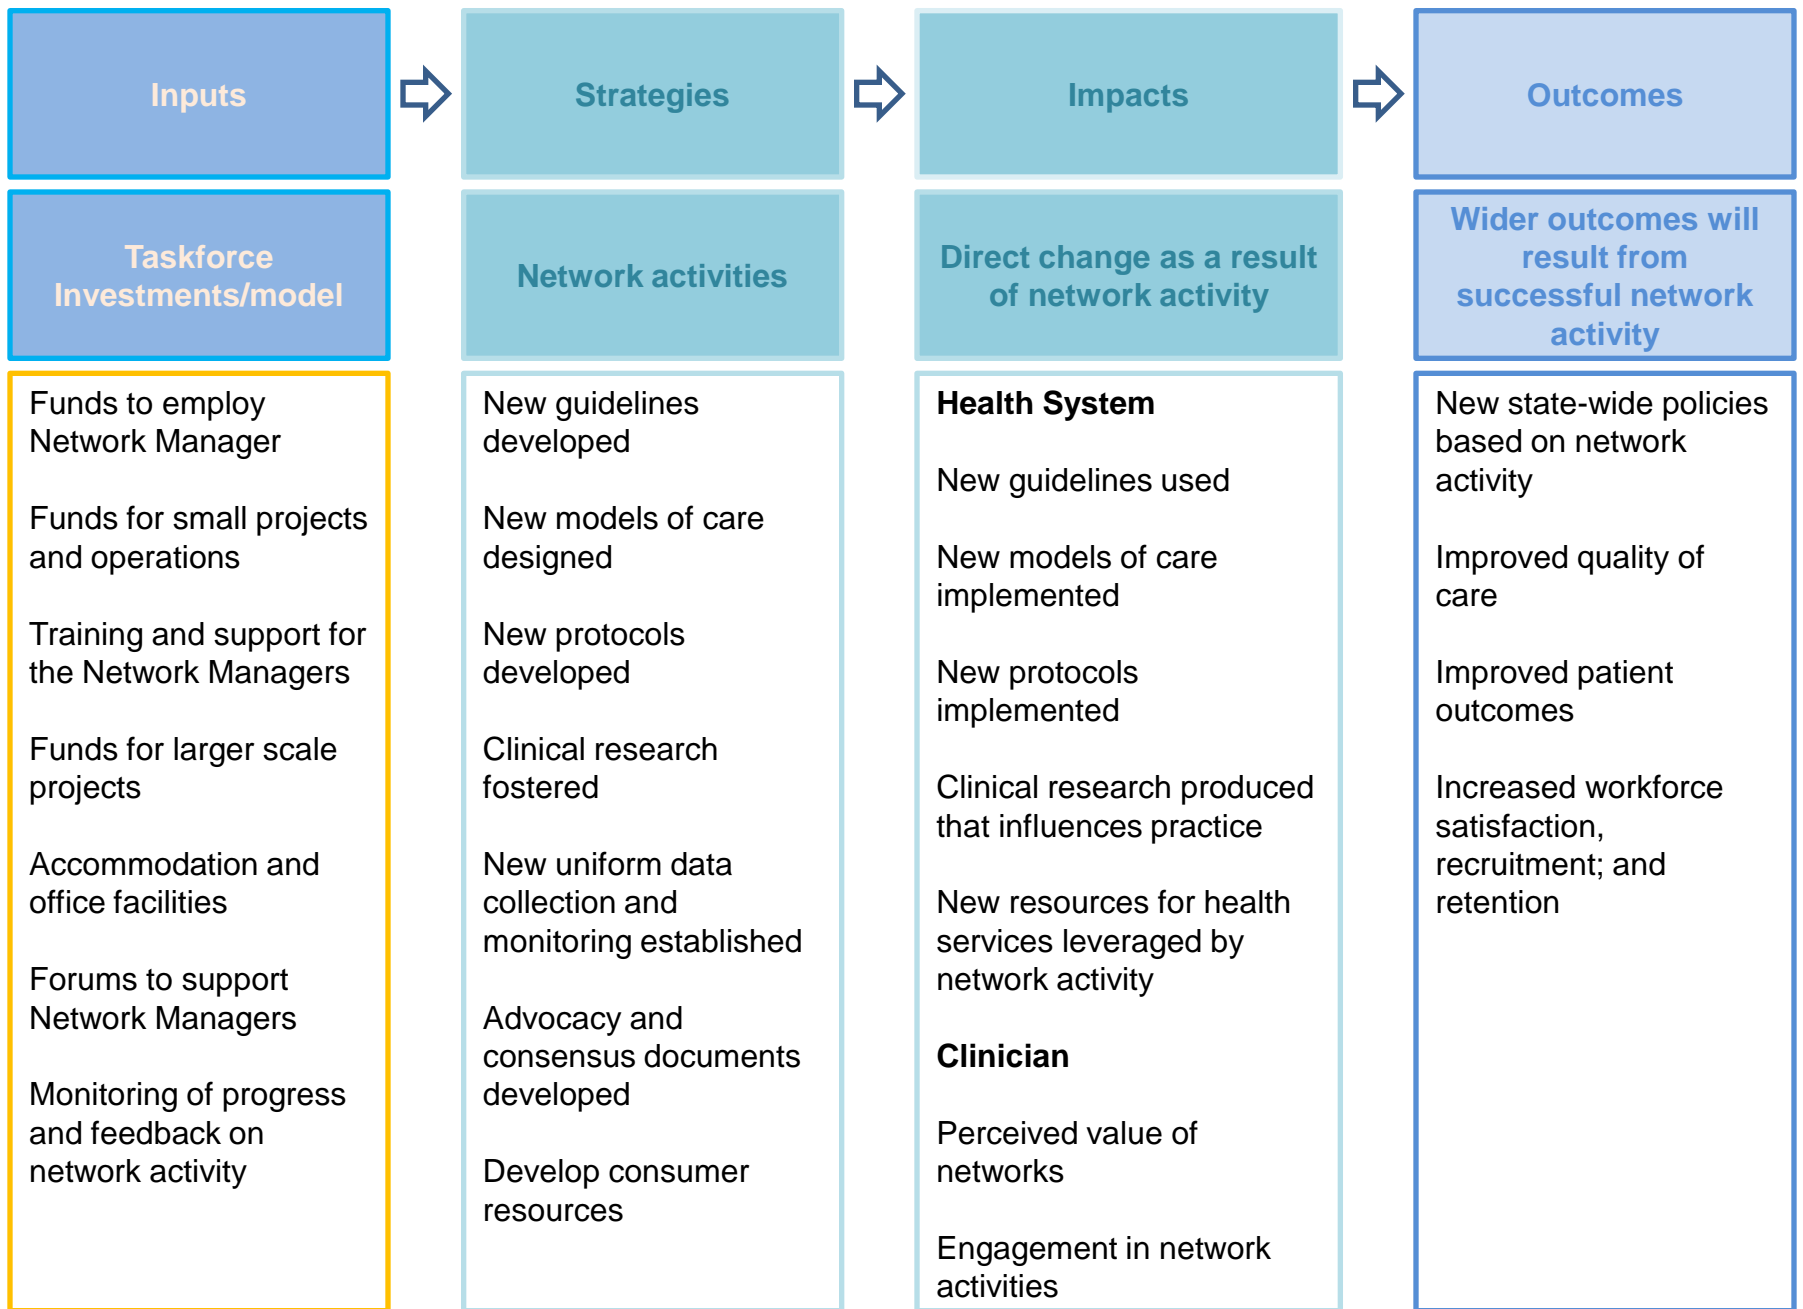 Inputs
Strategies
Impacts
Outcomes
Taskforce
Investments/model
Network activities
Direct change as a result
of network activity
Wider outcomes will
result from
successful network
activity
Funds to employ
Network Manager
Funds for small projects
and operations
Training and support for
the Network Managers
Funds for larger scale
projects
Accommodation and
office facilities
Forums to support
Network Managers
Monitoring of progress
and feedback on
network activity
New guidelines
developed
New models of care
designed
New protocols
developed
Clinical research
fostered
New uniform data
collection and
monitoring established
Advocacy and
consensus documents
developed
Develop consumer
resources
Health System
New guidelines used
New models of care
implemented
New protocols
implemented
Clinical research produced
that influences practice
New resources for health
services leveraged by
network activity
Clinician
Perceived value of
networks
Engagement in network
activities
New state-wide policies
based on network
activity
Improved quality of
care
Improved patient
outcomes
Increased workforce
satisfaction,
recruitment; and
retention